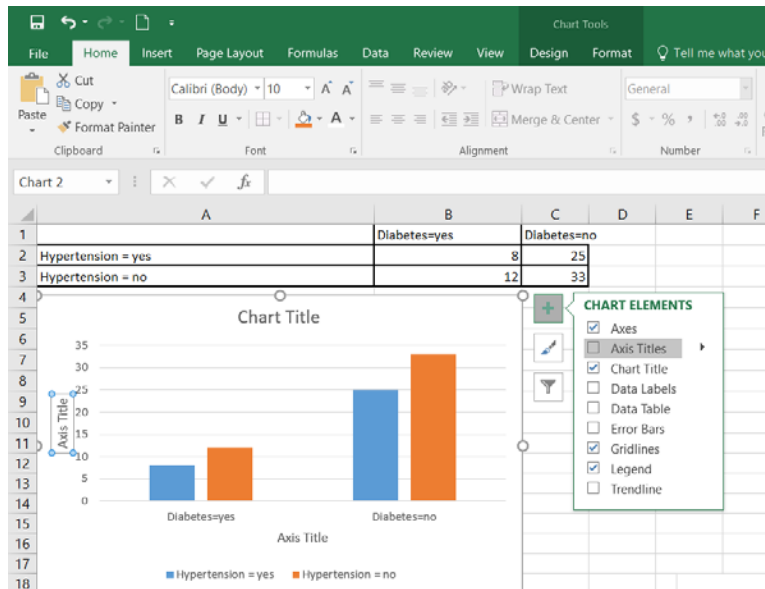 Chart Tools
File Home Insert Page Layout Formulas Data Review View Design Format Tell me what you
Cut
Copy
Format Painter
Paste
Calibri (Body) 10 A A
B I U A
Wrap Text
Merge & Center
General
$ % , .0 .00 .00 .0
Clipboard Font Alignment Number
Chart 2 fx
A B C D E F
1 Diabetes=yes Diabetes=no
2 Hypertension = yes 8 25
3 Hypertension = no 12 33
4
5
6
7
8
9
10
11
12
13
14
15
16
17
18
Chart Title
35
30
25
20
15
10
5
0
Axis Title
Diabetes=yes Diabetes=no
Axis Title
Hypertension = yes Hypertension = no
CHART ELEMENTS
Axes
Axis Titles
Chart Title
Data Labels
Data Table
Error Bars
Gridlines
Legend
Trendline